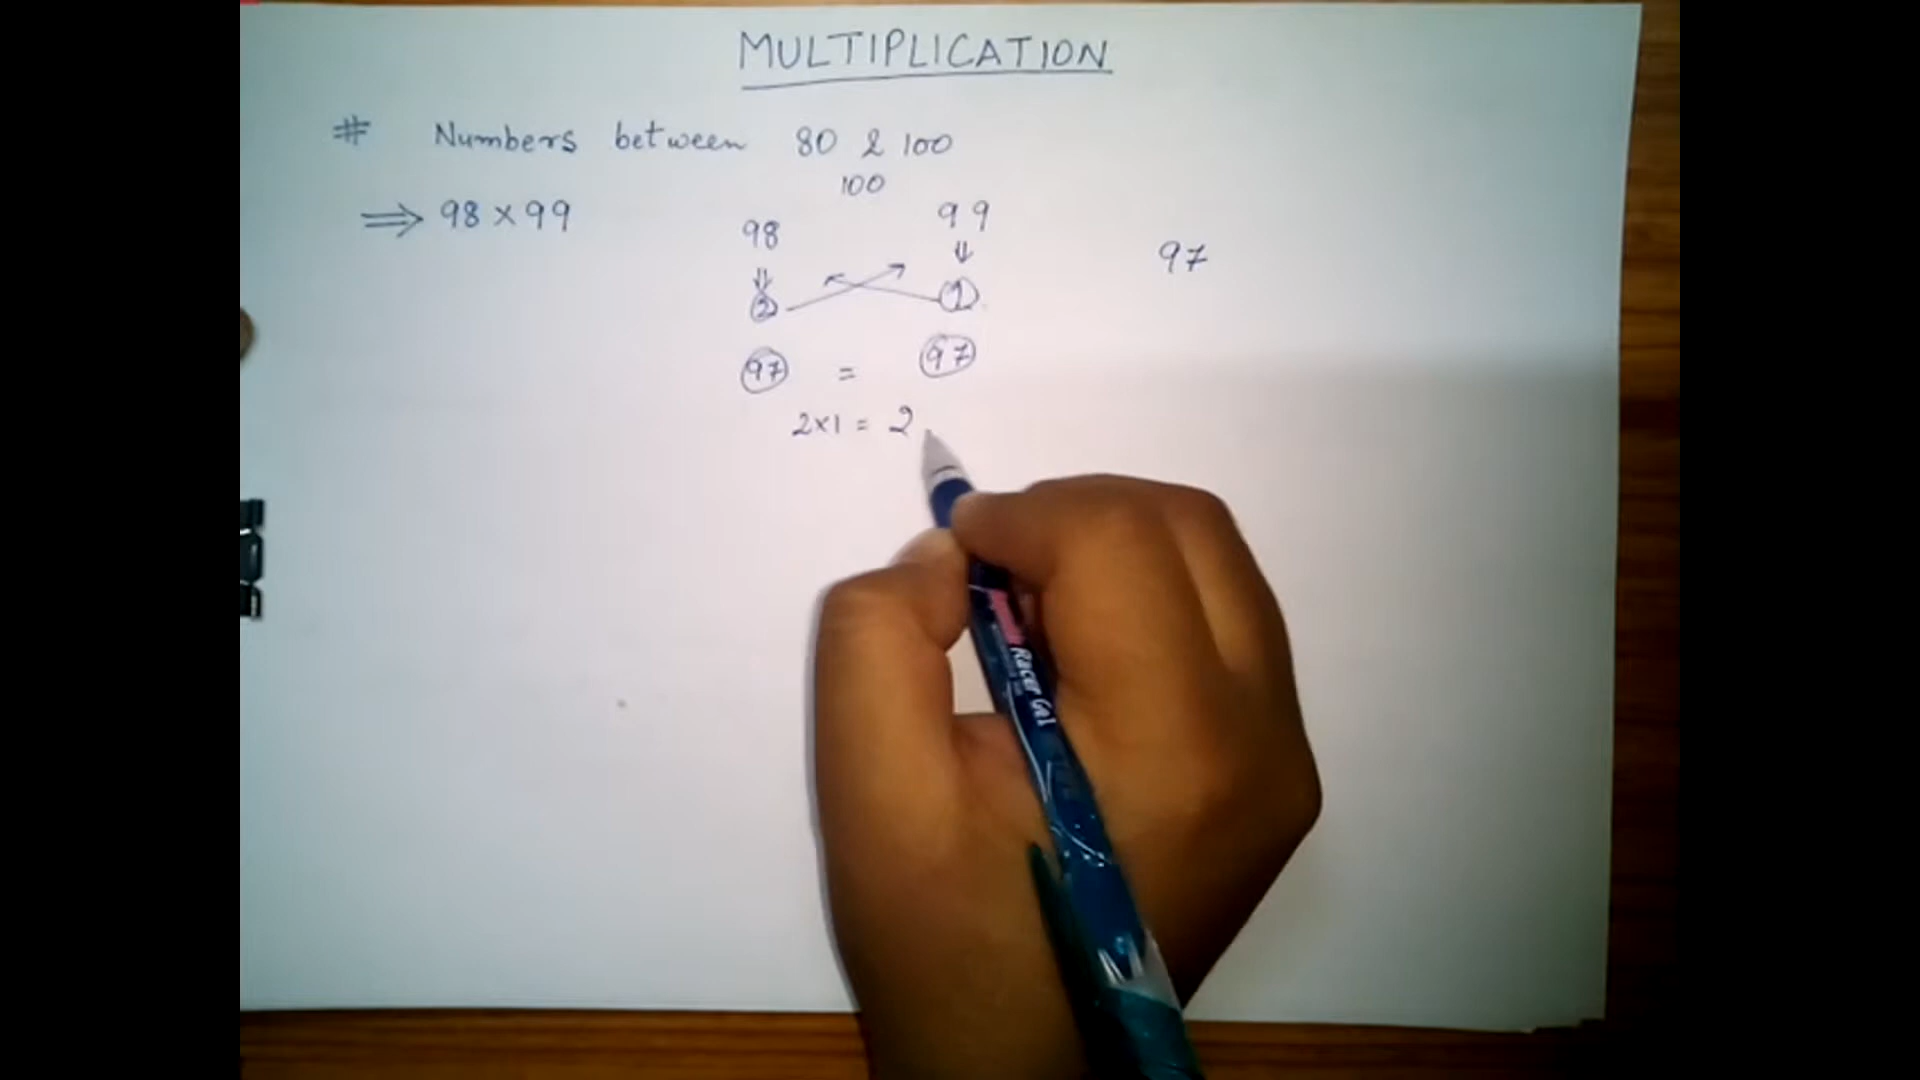 MULTIPLICATION
# Numbers between 80 & 100
100
⇒ 98 × 99
98 99
⇓ ⇓
2 1
97
97 = 97
2×1 = 2
Racer Gel